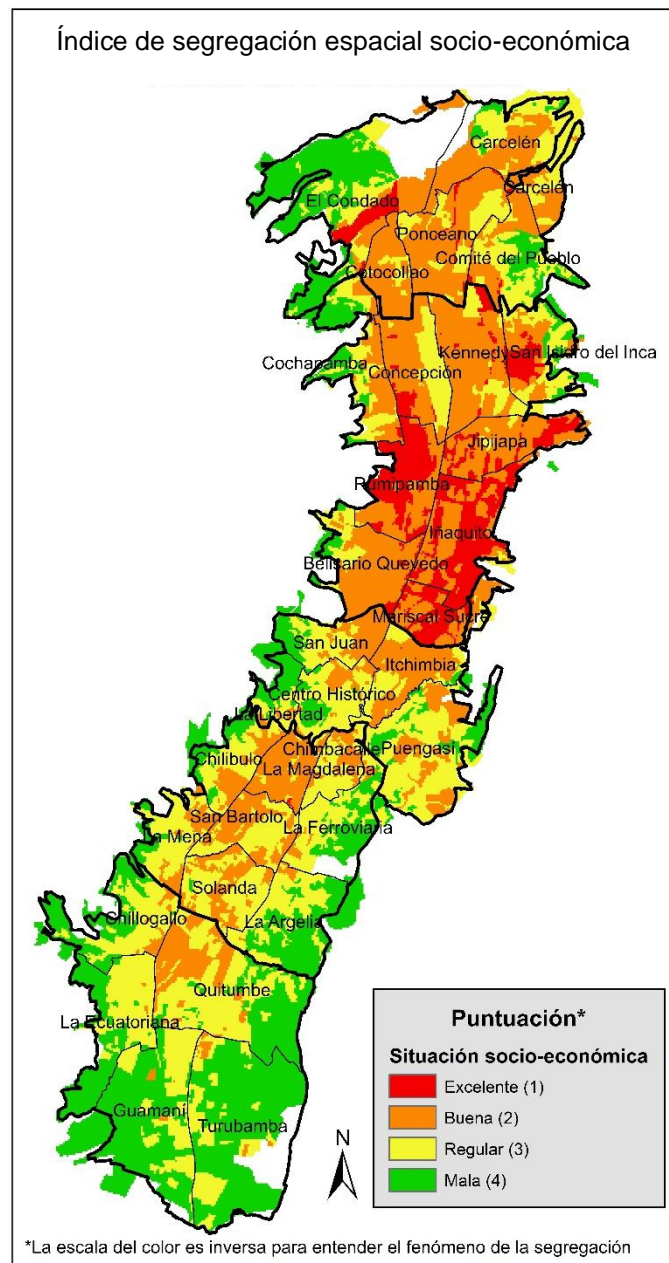 Índice de segregación espacial socio-económica
Carcelén
Carcelén
El Condado
Ponceano
Comité del Pueblo
Cotocollao
Kennedy
San Isidro del Inca
Cochapamba
Concepción
Jipijapa
Rumipamba
Iñaquito
Belisario Quevedo
Mariscal Sucre
San Juan
Itchimbia
Centro Histórico
La Libertad
Chimbacalle
Puengasi
Chilibulo
La Magdalena
San Bartolo
La Ferroviaria
La Mena
Solanda
Chillogallo
La Argelia
Quitumbe
La Ecuatoriana
Guamaní
Turubamba
N
Puntuación*
Situación socio-económica
Excelente (1)
Buena (2)
Regular (3)
Mala (4)
*La escala del color es inversa para entender el fenómeno de la segregación